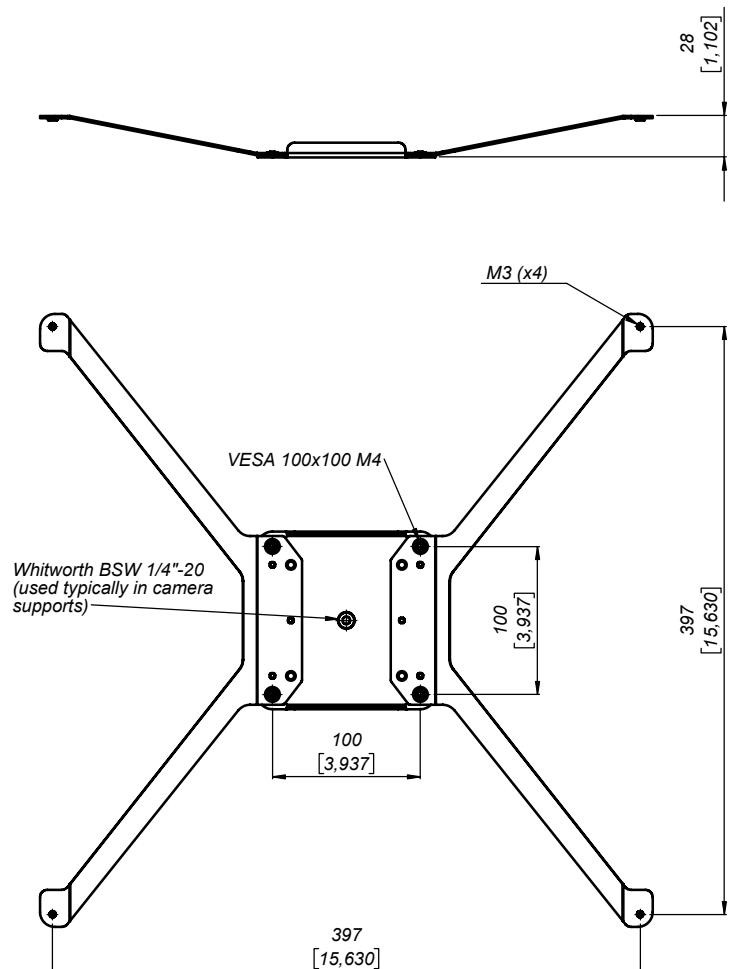 28
[1,102]
M3 (x4)
VESA 100x100 M4
Whitworth BSW 1/4"-20
(used typically in camera
supports)
100
[3,937]
397
[15,630]
100
[3,937]
397
[15,630]